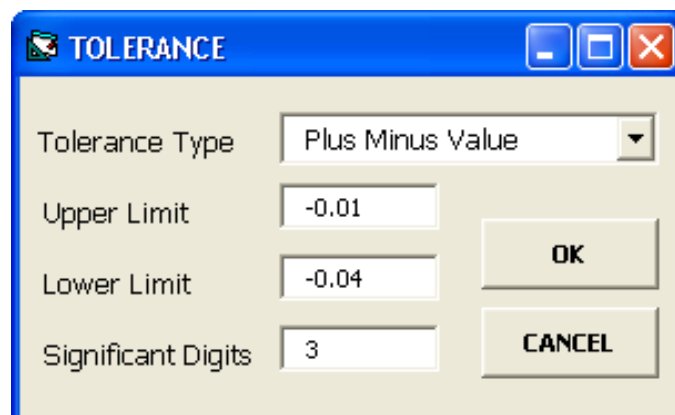 TOLERANCE
Tolerance Type Plus Minus Value
Upper Limit -0.01
Lower Limit -0.04
OK
Significant Digits 3
CANCEL